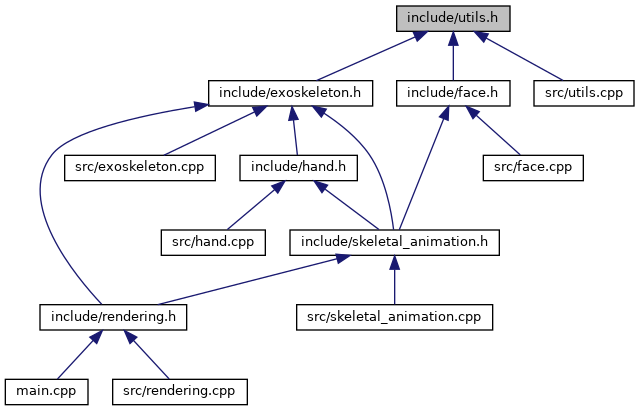 include/utils.h
include/exoskeleton.h
include/face.h
src/utils.cpp
src/exoskeleton.cpp
include/hand.h
src/face.cpp
src/hand.cpp
include/skeletal_animation.h
include/rendering.h
src/skeletal_animation.cpp
main.cpp
src/rendering.cpp